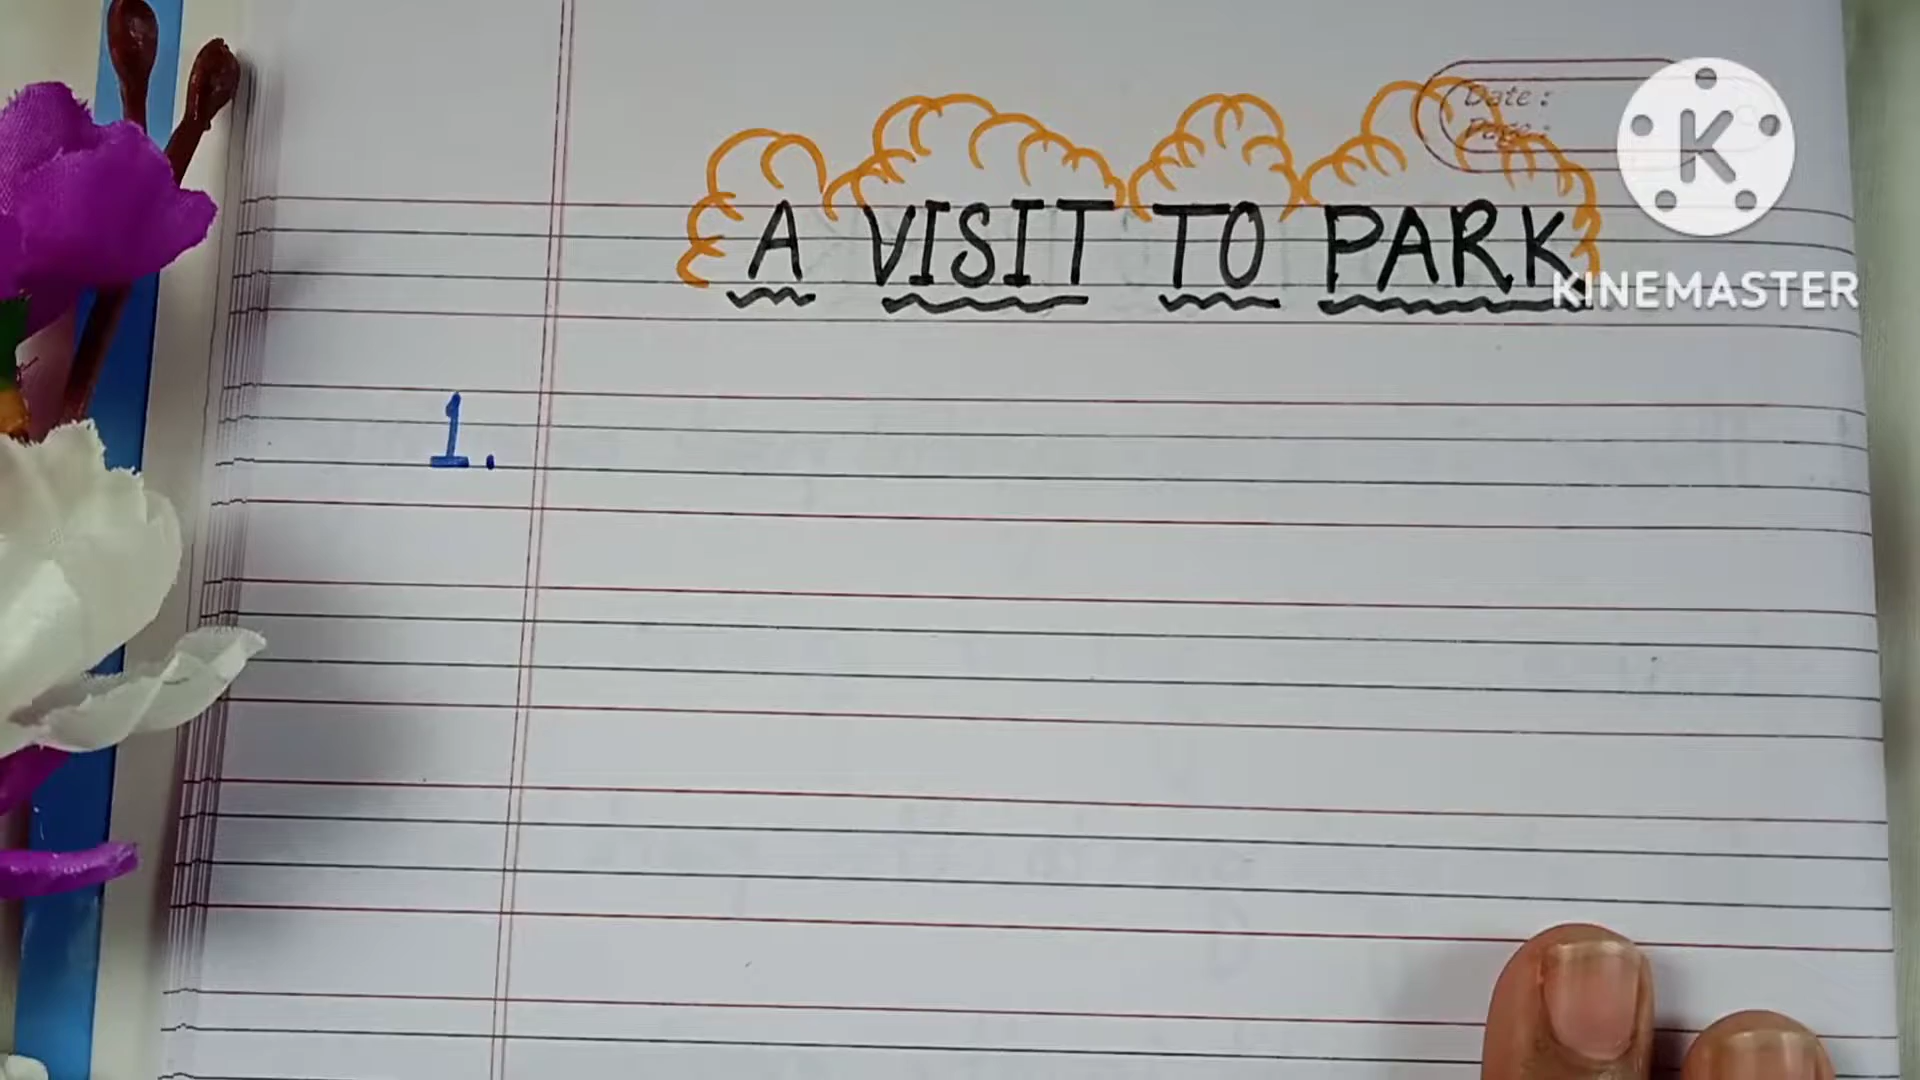 Date :
Page :
K
KINEMASTER
A VISIT TO PARK
1.